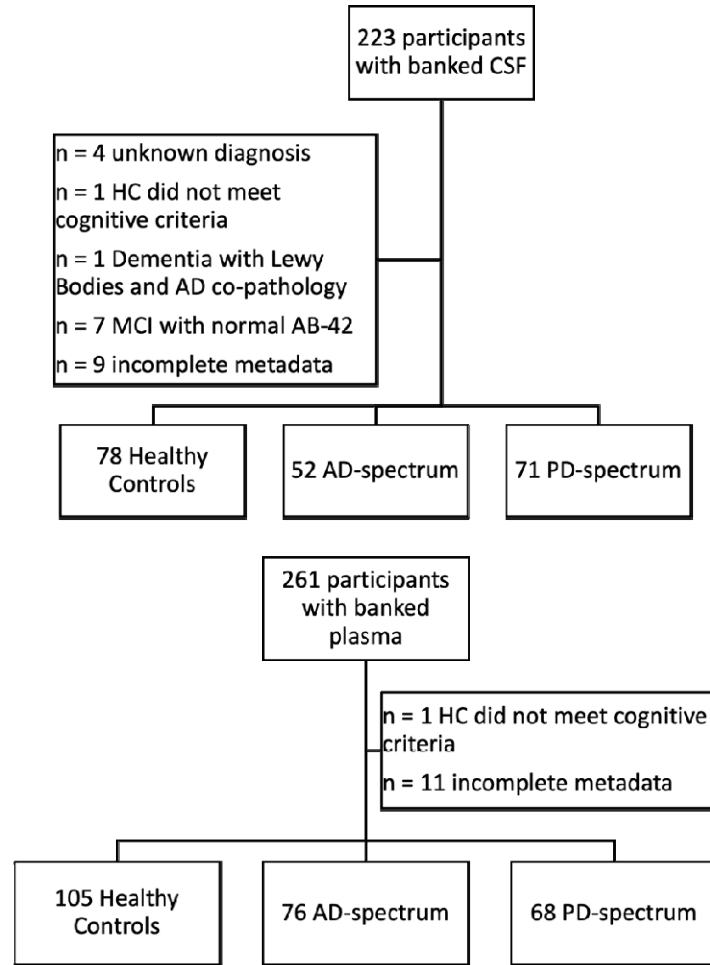 223 participants
with banked CSF
n = 4 unknown diagnosis
n = 1 HC did not meet
cognitive criteria
n = 1 Dementia with Lewy
Bodies and AD co-pathology
n = 7 MCI with normal AB-42
n = 9 incomplete metadata
78 Healthy
Controls
52 AD-spectrum
71 PD-spectrum
261 participants
with banked
plasma
n = 1 HC did not meet cognitive
criteria
n = 11 incomplete metadata
105 Healthy
Controls
76 AD-spectrum
68 PD-spectrum